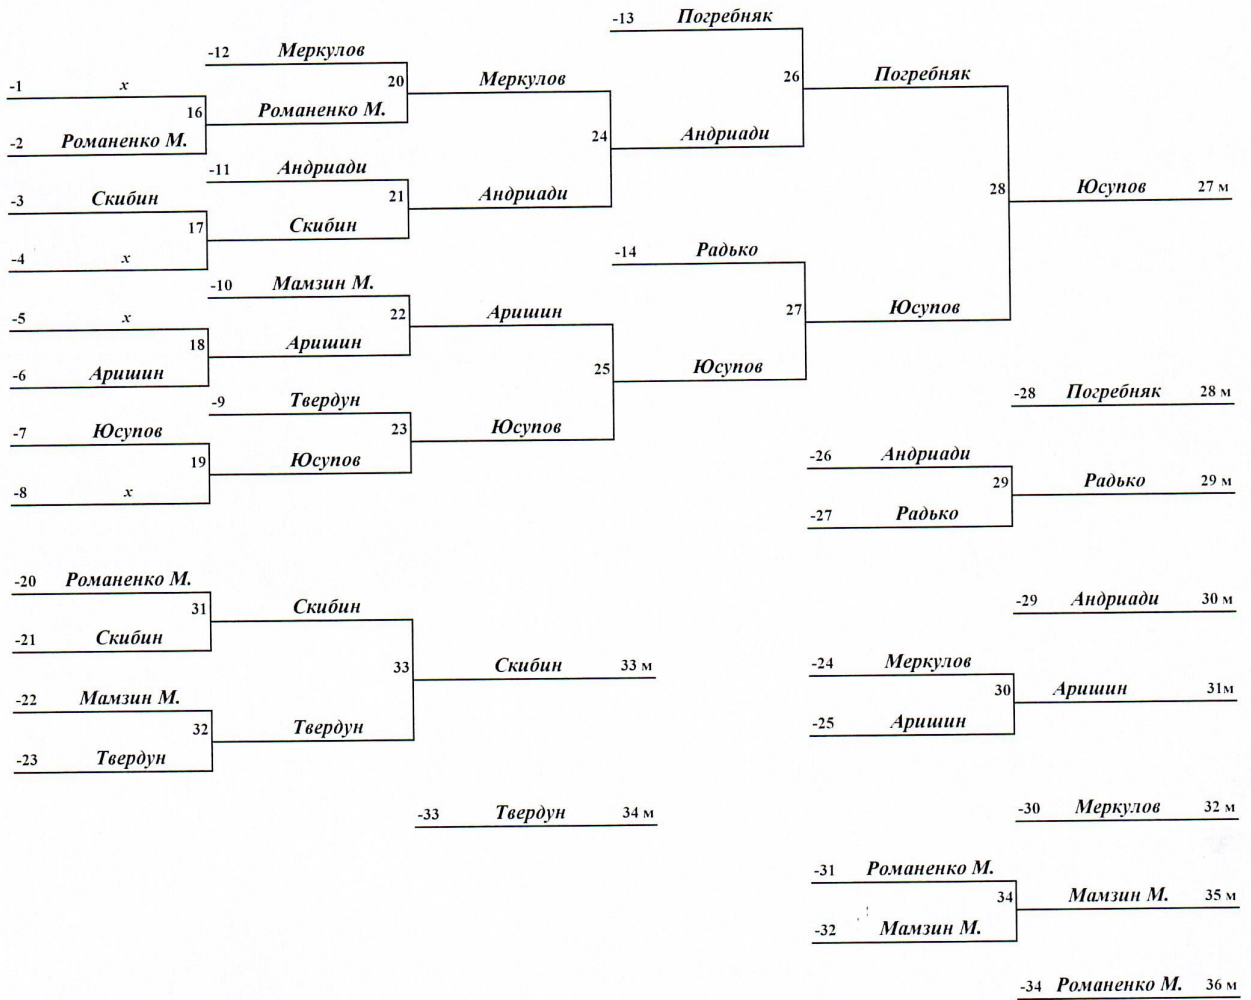 -13 Погребняк
-12 Меркулов
20
Меркулов
26
Погребняк
-1 х
16
Романенко М.
-2 Романенко М.
24
Андриади
-11 Андриади
21
Андриади
28
Юсупов 27 м
-3 Скибин
17
Скибин
-4 х
-14 Радько
-10 Мамзин М.
22
Аришин
27
Юсупов
-5 х
18
Аришин
-6 Аришин
25
Юсупов
-9 Твердун
23
Юсупов
-28 Погребняк 28 м
-7 Юсупов
19
Юсупов
-8 х
-26 Андриади
29
Радько 29 м
-27 Радько
-20 Романенко М.
31
Скибин
-29 Андриади 30 м
-21 Скибин
33
Скибин 33 м
-24 Меркулов
30
Аришин 31м
-22 Мамзин М.
32
Твердун
-25 Аришин
-23 Твердун
-33 Твердун 34 м
-30 Меркулов 32 м
-31 Романенко М.
34
Мамзин М. 35 м
-32 Мамзин М.
-34 Романенко М. 36 м